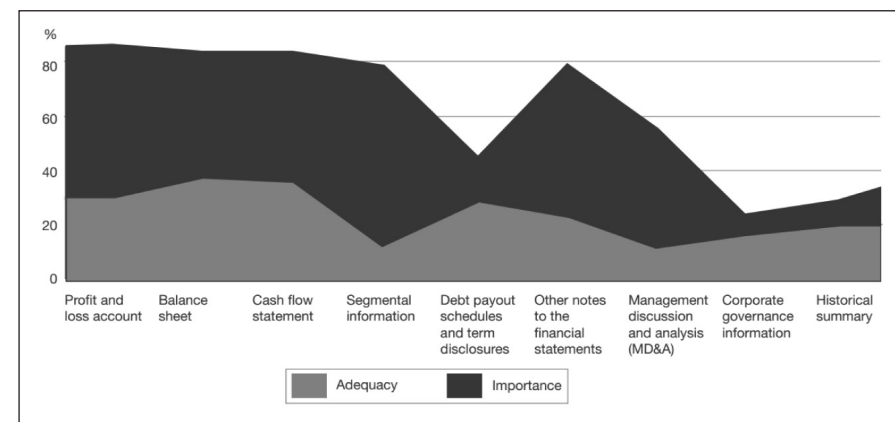 %
80
60
40
20
0
Profit and
loss account
Balance
sheet
Cash flow
statement
Segmental
information
Debt payout
schedules
and term
disclosures
Other notes
to the
financial
statements
Management
discussion
and analysis
(MD&A)
Corporate
governance
information
Historical
summary
Adequacy
Importance